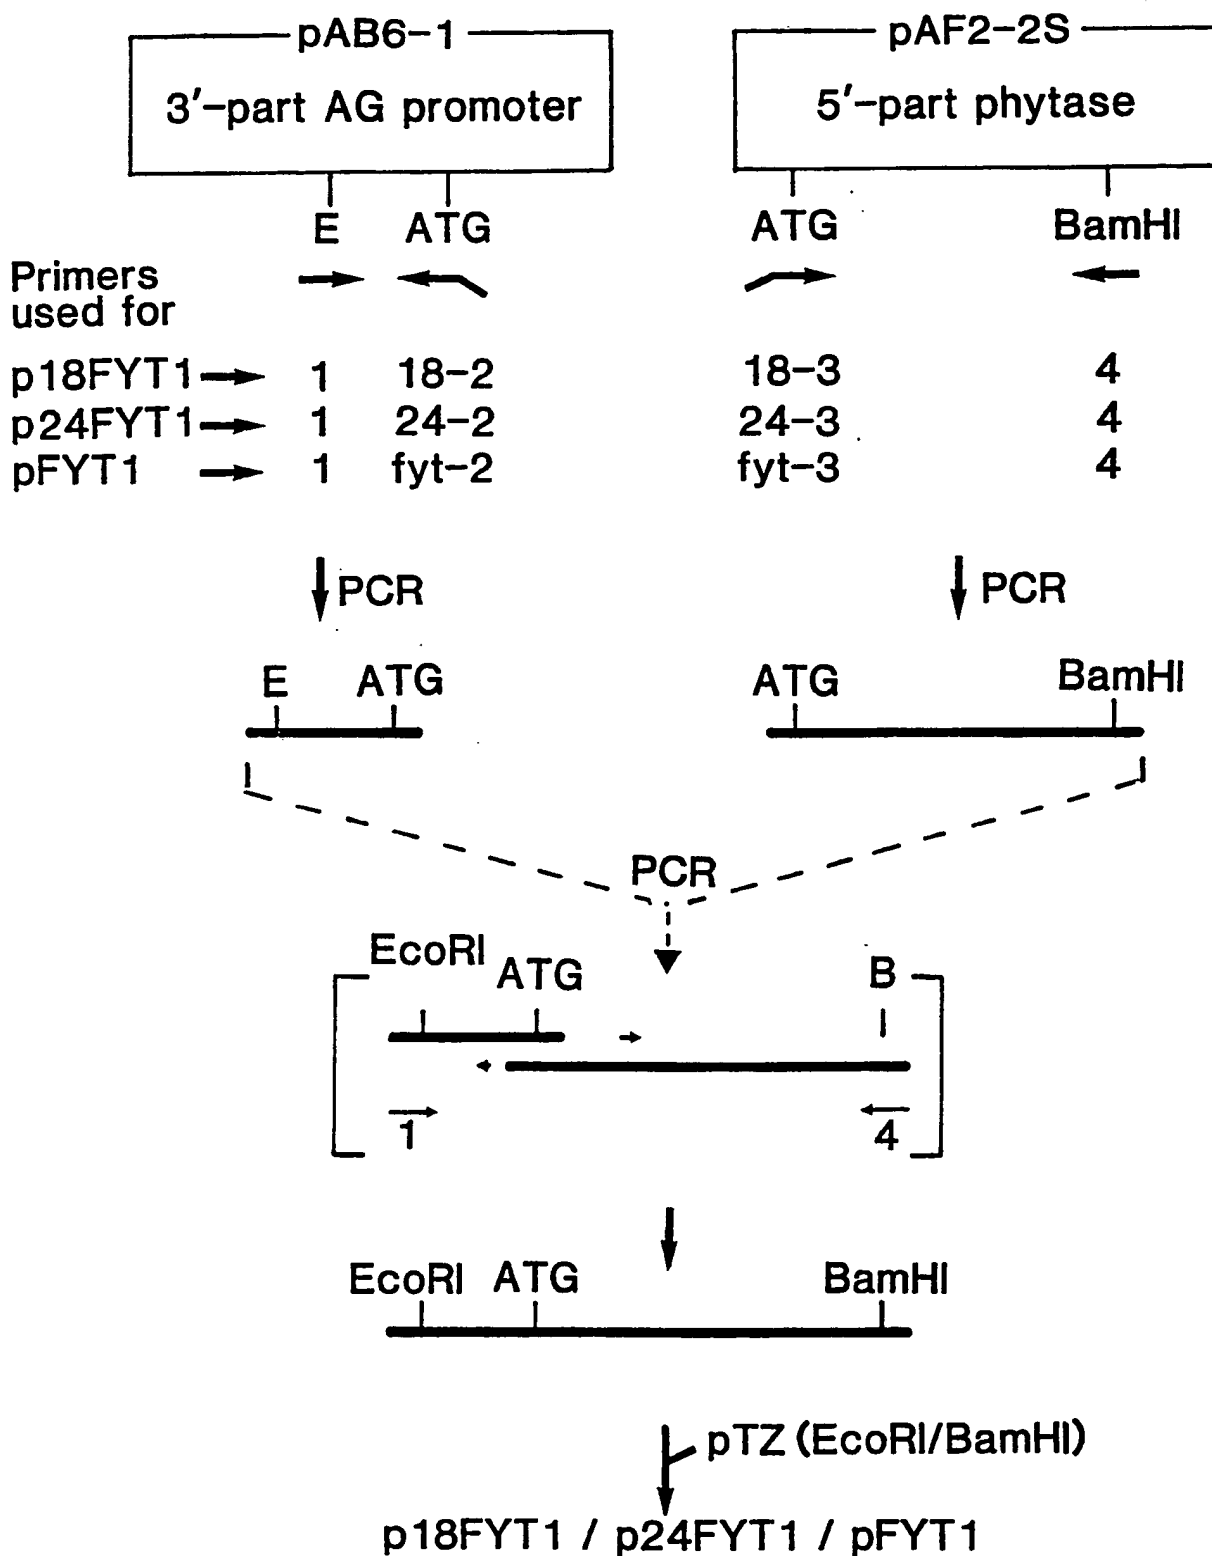 pAB6-1
3'-part AG promoter
E ATG
pAF2-2S
5'-part phytase
ATG BamHI
Primers
used for
p18FYT1 1 18-2 18-3 4
p24FYT1 1 24-2 24-3 4
pFYT1 1 fyt-2 fyt-3 4
PCR PCR
E ATG ATG BamHI
PCR
EcoRI ATG B
1 4
EcoRI ATG BamHI
pTZ (EcoRI/BamHI)
p18FYT1 / p24FYT1 / pFYT1